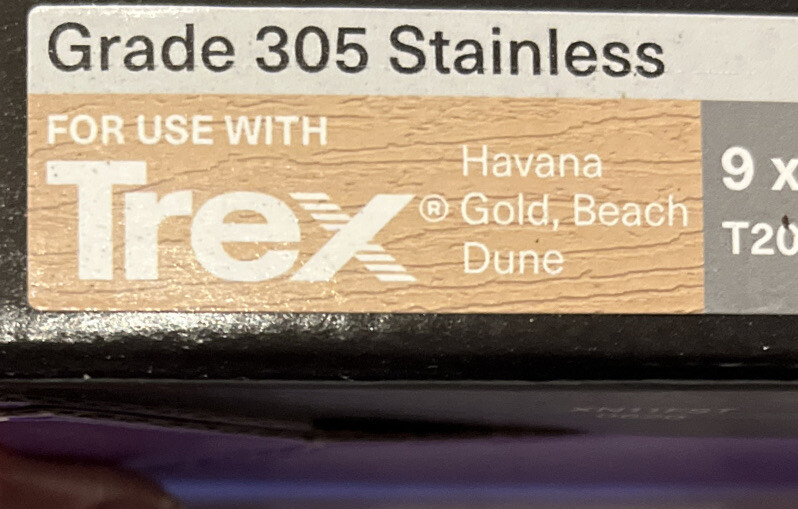 Grade 305 Stainless
FOR USE WITH
Trex®
Havana
Gold, Beach
Dune
9 x
T20